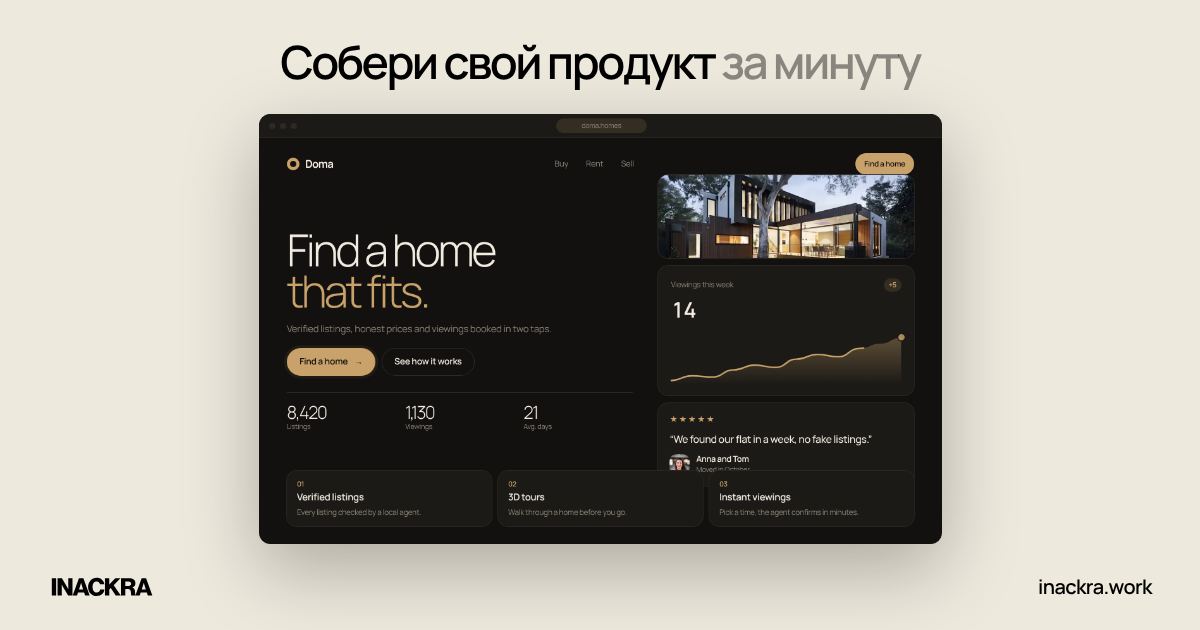 Собери свой продукт за минуту
doma.homes
Doma
Buy Rent Sell
Find a home
Find a home
that fits.
Verified listings, honest prices and viewings booked in two taps.
Find a home →
See how it works
8,420
Listings
1,130
Viewings
21
Avg. days
Viewings this week
+5
14
★★★★★
“We found our flat in a week, no fake listings.”
Anna and Tom
Moved in October
01
Verified listings
Every listing checked by a local agent.
02
3D tours
Walk through a home before you go.
03
Instant viewings
Pick a time, the agent confirms in minutes.
INACKRA
inackra.work